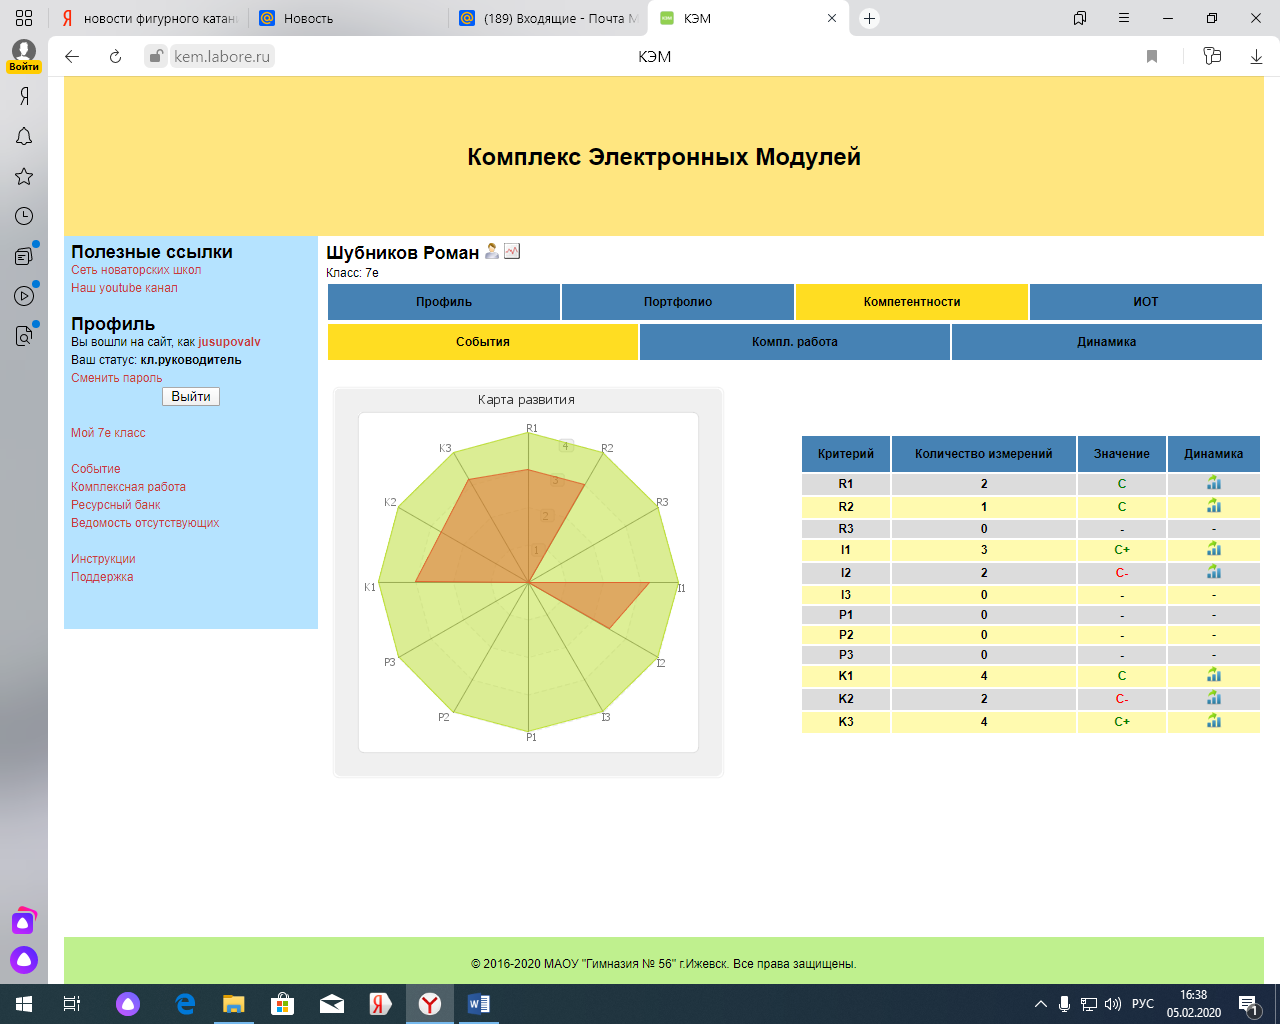 новости фигурного катани
Новость
(189) Входящие - Почта M
КЭМ
Войти
kem.labore.ru
КЭМ
Комплекс Электронных Модулей
Полезные ссылки
Сеть новаторских школ
Наш youtube канал
Профиль
Вы вошли на сайт, как jusupovalv
Ваш статус: кл.руководитель
Сменить пароль
Выйти
Мой 7е класс
Событие
Комплексная работа
Ресурсный банк
Ведомость отсутствующих
Инструкции
Поддержка
Шубников Роман
Класс: 7е
Профиль Портфолио Компетентности ИОТ
События Компл. работа Динамика
Карта развития
R1
R2
R3
I1
I2
I3
P1
P2
P3
K1
K2
K3
4
3
2
1
Критерий Количество измерений Значение Динамика
R1 2 C
R2 1 C
R3 0 - -
I1 3 C+
I2 2 C-
I3 0 - -
P1 0 - -
P2 0 - -
P3 0 - -
K1 4 C
K2 2 C-
K3 4 C+
© 2016-2020 МАОУ "Гимназия № 56" г.Ижевск. Все права защищены.
РУС
16:38
05.02.2020
1